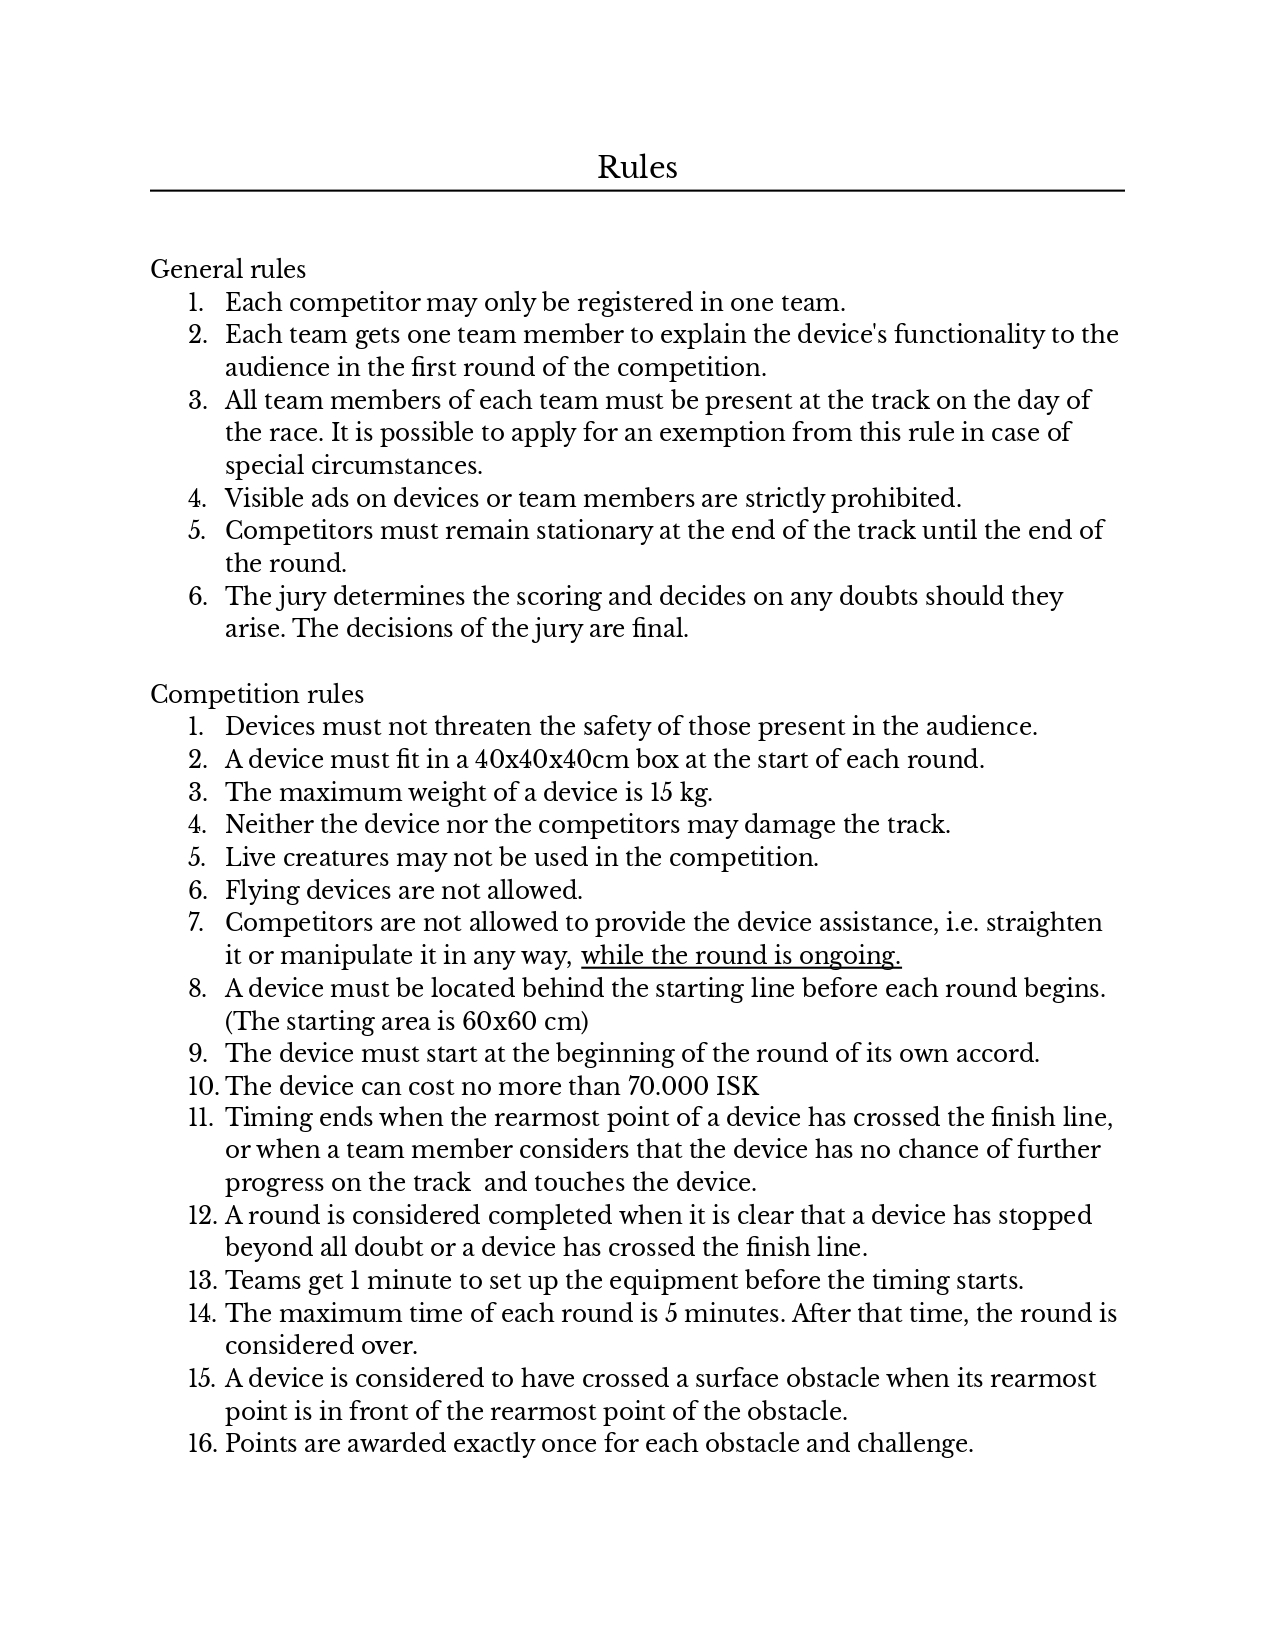 Rules
General rules
1. Each competitor may only be registered in one team.
2. Each team gets one team member to explain the device's functionality to the
audience in the first round of the competition.
3. All team members of each team must be present at the track on the day of
the race. It is possible to apply for an exemption from this rule in case of
special circumstances.
4. Visible ads on devices or team members are strictly prohibited.
5. Competitors must remain stationary at the end of the track until the end of
the round.
6. The jury determines the scoring and decides on any doubts should they
arise. The decisions of the jury are final.
Competition rules
1. Devices must not threaten the safety of those present in the audience.
2. A device must fit in a 40x40x40cm box at the start of each round.
3. The maximum weight of a device is 15 kg.
4. Neither the device nor the competitors may damage the track.
5. Live creatures may not be used in the competition.
6. Flying devices are not allowed.
7. Competitors are not allowed to provide the device assistance, i.e. straighten
it or manipulate it in any way, while the round is ongoing.
8. A device must be located behind the starting line before each round begins.
(The starting area is 60x60 cm)
9. The device must start at the beginning of the round of its own accord.
10. The device can cost no more than 70.000 ISK
11. Timing ends when the rearmost point of a device has crossed the finish line,
or when a team member considers that the device has no chance of further
progress on the track  and touches the device.
12. A round is considered completed when it is clear that a device has stopped
beyond all doubt or a device has crossed the finish line.
13. Teams get 1 minute to set up the equipment before the timing starts.
14. The maximum time of each round is 5 minutes. After that time, the round is
considered over.
15. A device is considered to have crossed a surface obstacle when its rearmost
point is in front of the rearmost point of the obstacle.
16. Points are awarded exactly once for each obstacle and challenge.